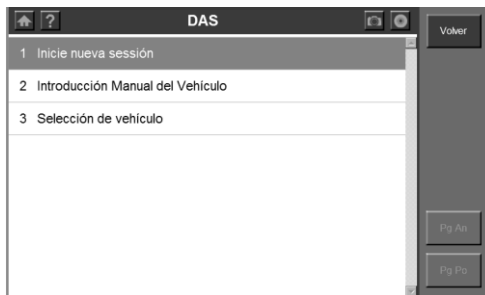 ?
DAS
Volver
1 Inicie nueva sessión
2 Introducción Manual del Vehículo
3 Selección de vehículo
Pg An
Pg Po